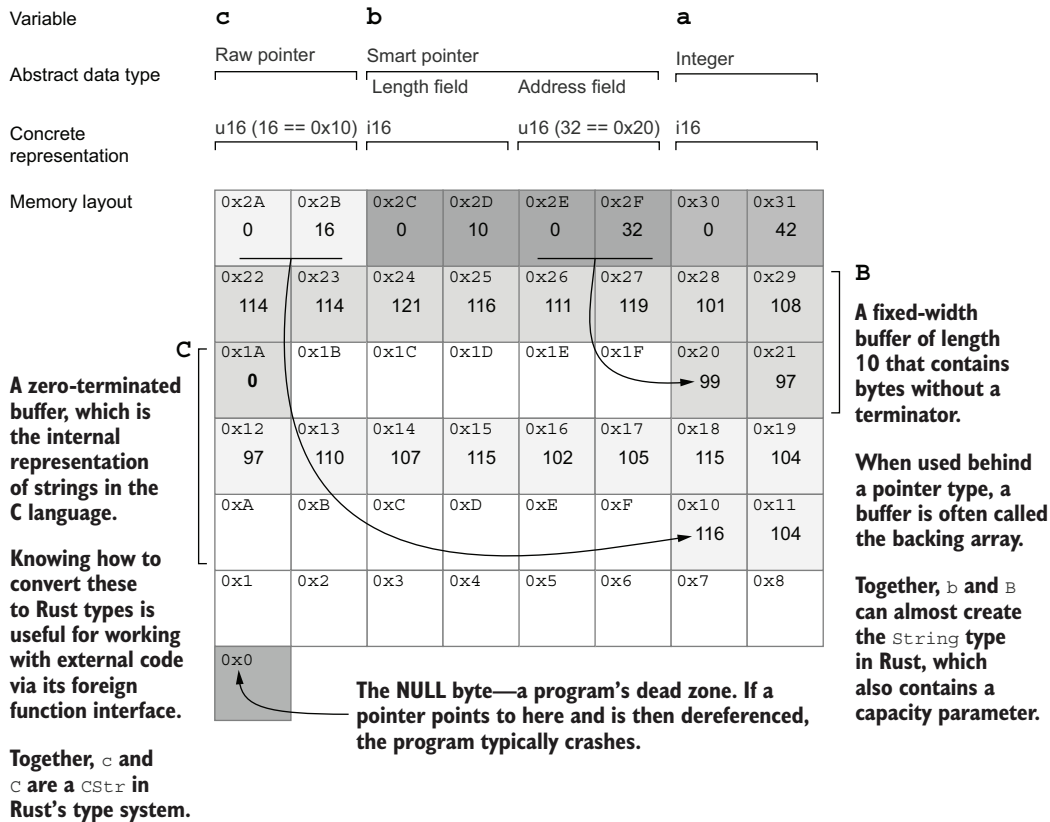 Variable c b a
Abstract data type Raw pointer Smart pointer Integer
Length field Address field
Concrete representation u16 (16 == 0x10) i16 u16 (32 == 0x20) i16
Memory layout
0x2A 0x2B 0x2C 0x2D 0x2E 0x2F 0x30 0x31
0 16 0 10 0 32 0 42
0x22 0x23 0x24 0x25 0x26 0x27 0x28 0x29
114 114 121 116 111 119 101 108
0x1A 0x1B 0x1C 0x1D 0x1E 0x1F 0x20 0x21
0 99 97
0x12 0x13 0x14 0x15 0x16 0x17 0x18 0x19
97 110 107 115 102 105 115 104
0xA 0xB 0xC 0xD 0xE 0xF 0x10 0x11
116 104
0x1 0x2 0x3 0x4 0x5 0x6 0x7 0x8
0x0
C
A zero-terminated
buffer, which is
the internal
representation
of strings in the
C language.
Knowing how to
convert these
to Rust types is
useful for working
with external code
via its foreign
function interface.
Together, c and
C are a CStr in
Rust's type system.
The NULL byte—a program's dead zone. If a
pointer points to here and is then dereferenced,
the program typically crashes.
B
A fixed-width
buffer of length
10 that contains
bytes without a
terminator.
When used behind
a pointer type, a
buffer is often called
the backing array.
Together, b and B
can almost create
the String type
in Rust, which
also contains a
capacity parameter.